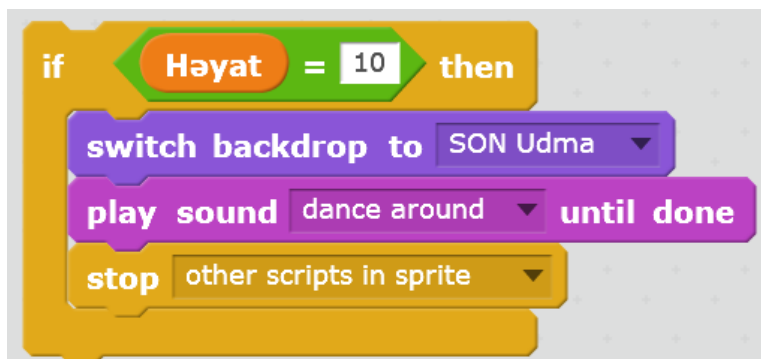 if Həyat = 10 then
switch backdrop to SON Udma
play sound dance around until done
stop other scripts in sprite